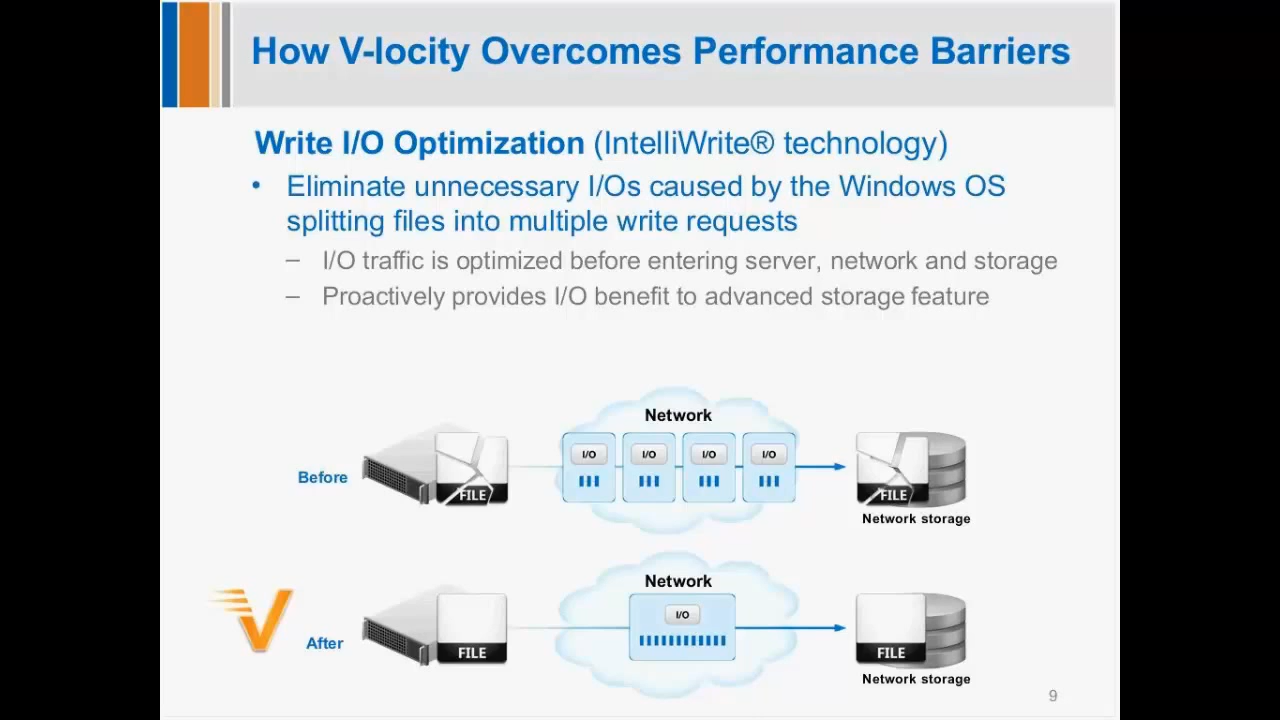 How V-locity Overcomes Performance Barriers
Write I/O Optimization (IntelliWrite® technology)
• Eliminate unnecessary I/Os caused by the Windows OS
splitting files into multiple write requests
– I/O traffic is optimized before entering server, network and storage
– Proactively provides I/O benefit to advanced storage feature
Network
I/O I/O I/O I/O
Before
FILE
FILE
Network storage
Network
I/O
V
After
FILE
FILE
Network storage
9